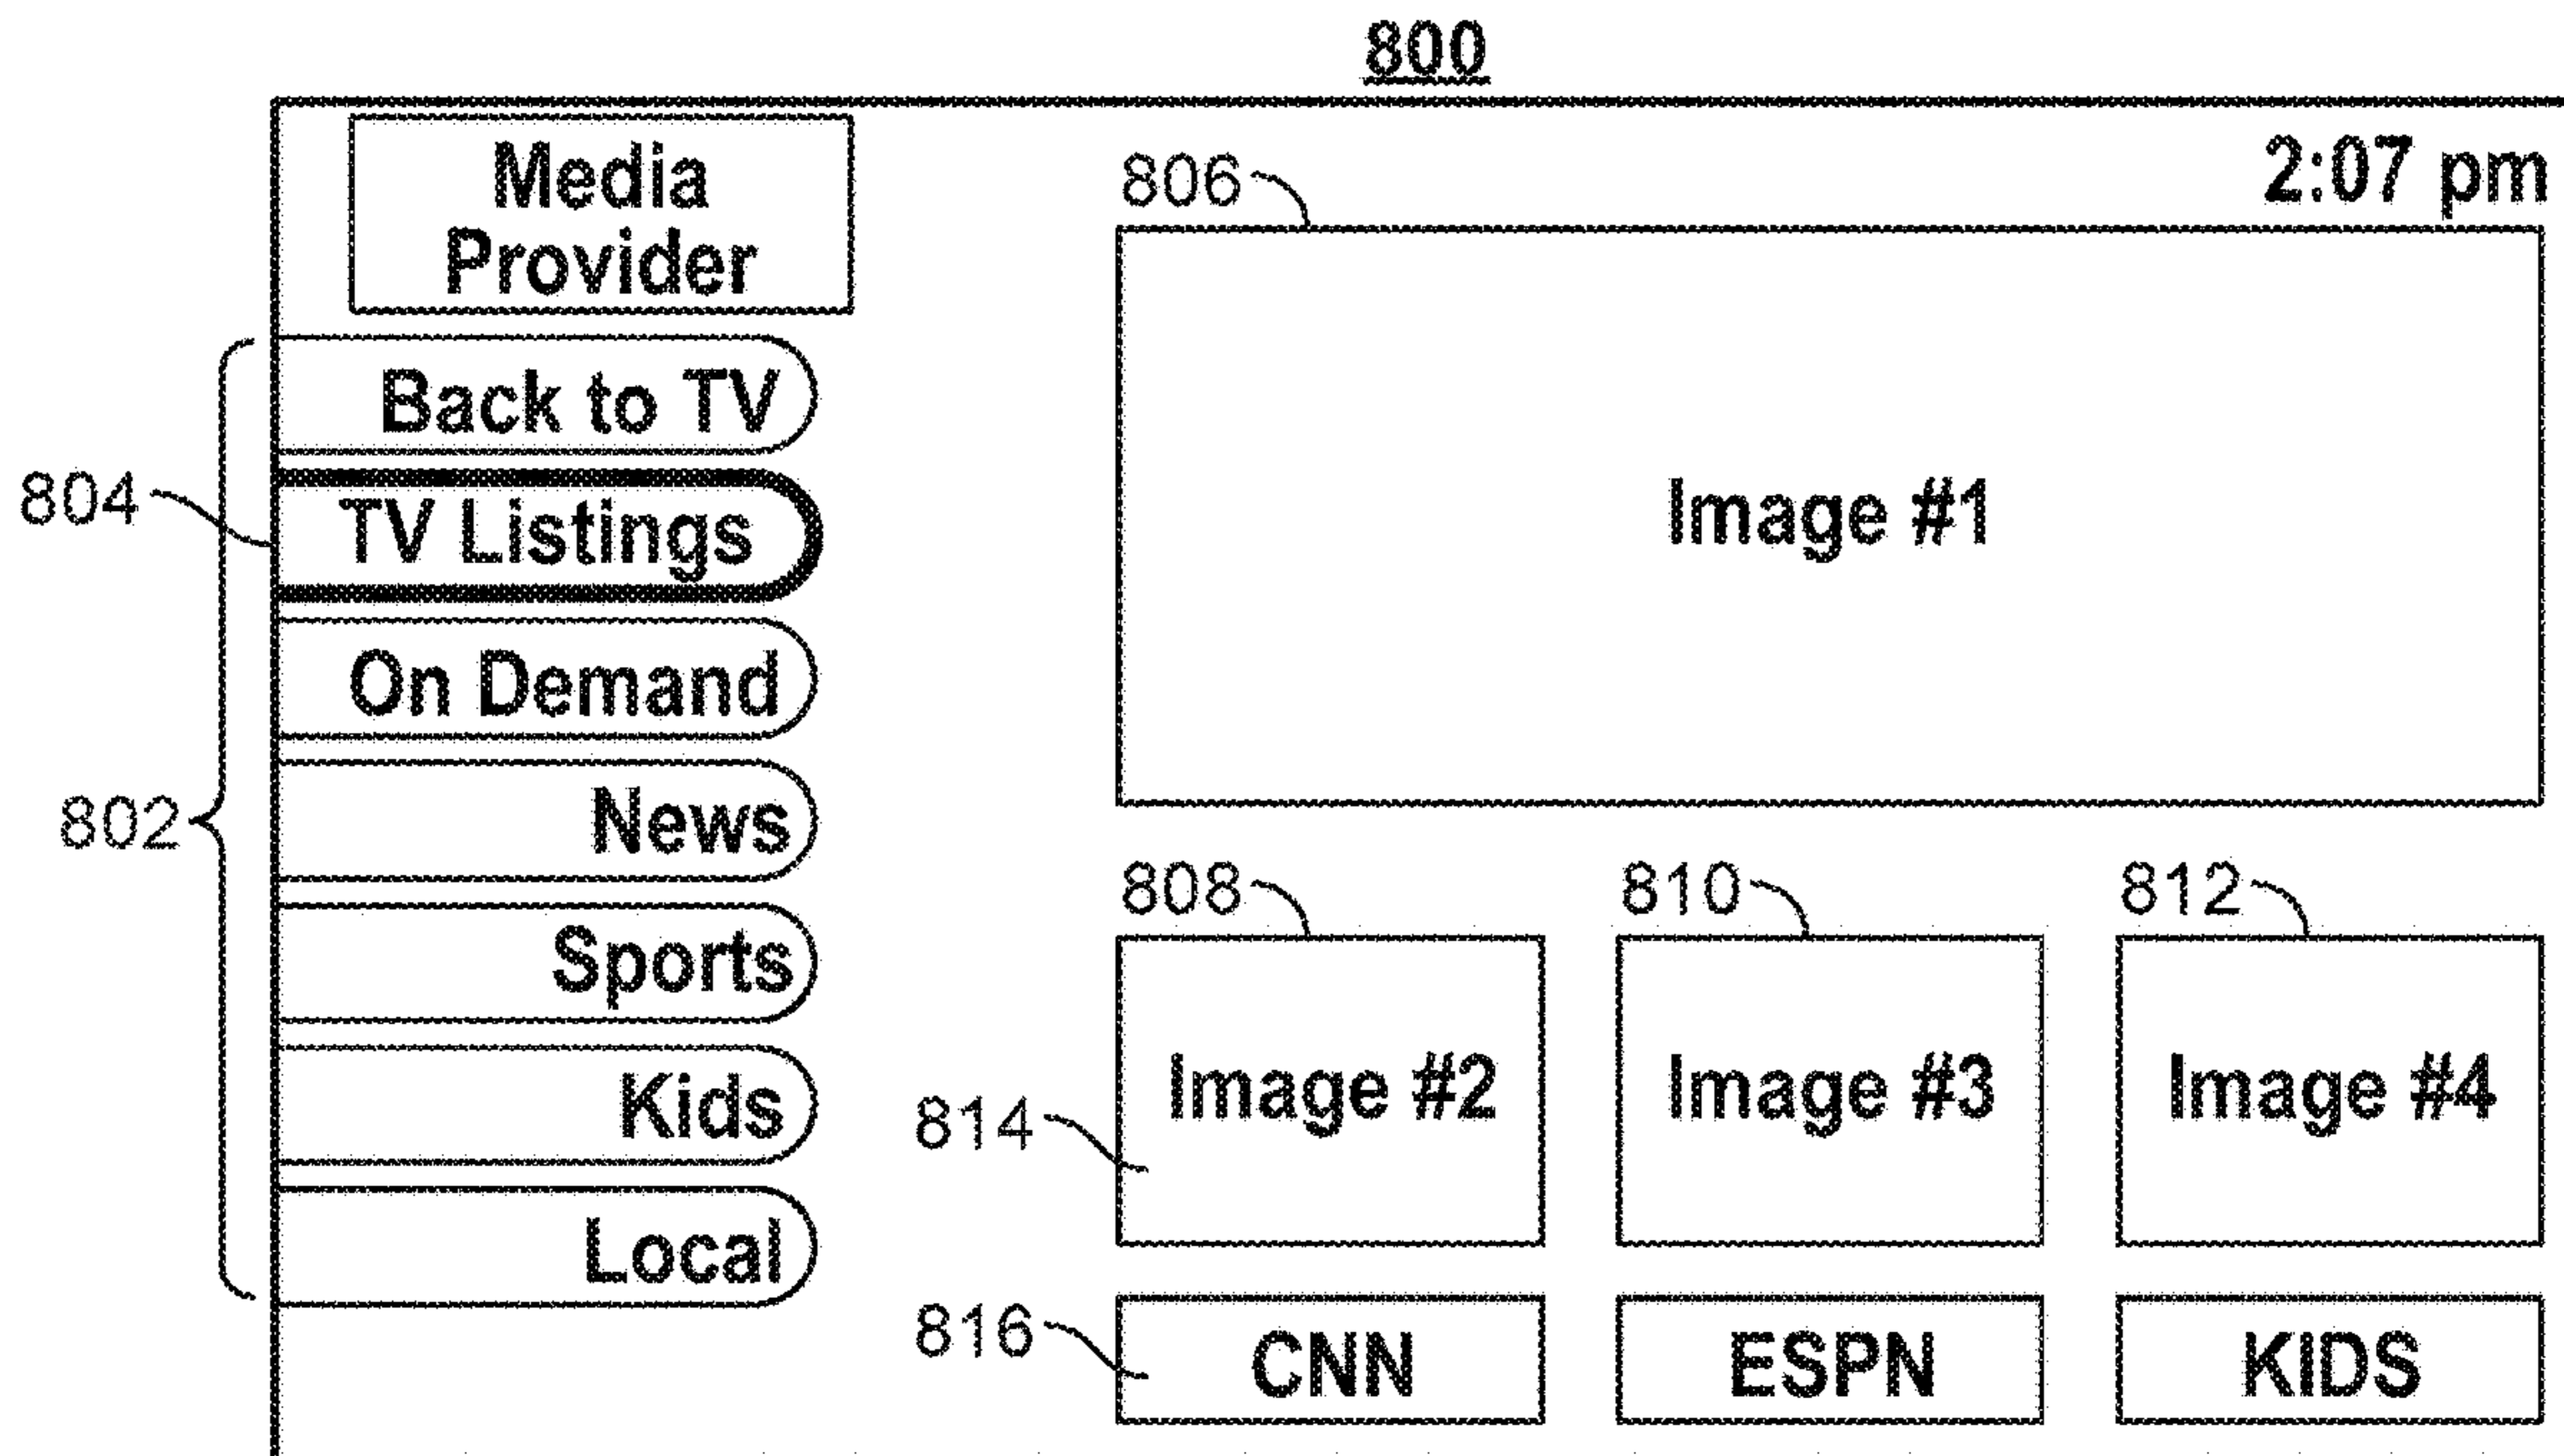 800
Media
Provider
2:07 pm
806
Back to TV
804
TV Listings
Image #1
On Demand
802
News
808
810
812
Sports
Image #2
Image #3
Image #4
814
Kids
Local
816
CNN
ESPN
KIDS